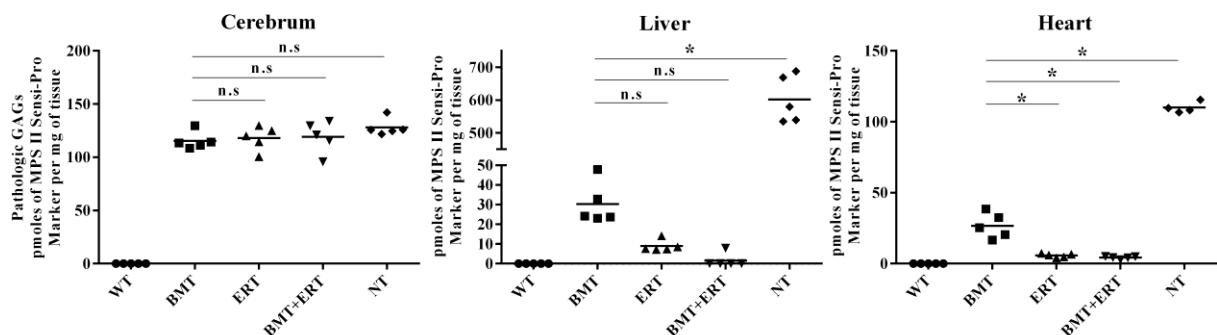 Cerebrum
Pathologic GAGs
pmoles of MPS II Sensi-Pro
Marker per mg of tissue
200
150
100
50
0
n.s
n.s
n.s
WT
BMT
ERT
BMT+ERT
NT
Liver
pmoles of MPS II Sensi-Pro
Marker per mg of tissue
700
600
500
50
40
30
20
10
0
*
n.s
n.s
WT
BMT
ERT
BMT+ERT
NT
Heart
pmoles of MPS II Sensi-Pro
Marker per mg of tissue
150
100
50
0
*
*
*
WT
BMT
ERT
BMT+ERT
NT